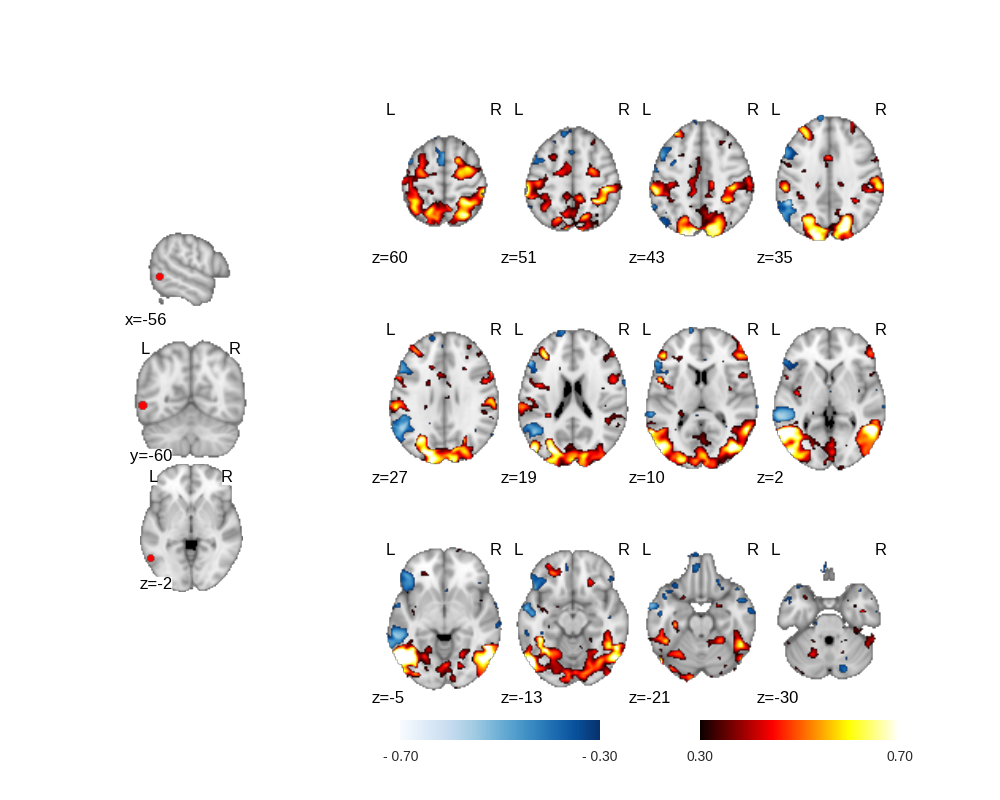 x=-56
L R
y=-60
L R
z=-2
L R L R L R L R
z=60 z=51 z=43 z=35
L R L R L R L R
z=27 z=19 z=10 z=2
L R L R L R L R
z=-5 z=-13 z=-21 z=-30
- 0.70 - 0.30 0.30 0.70